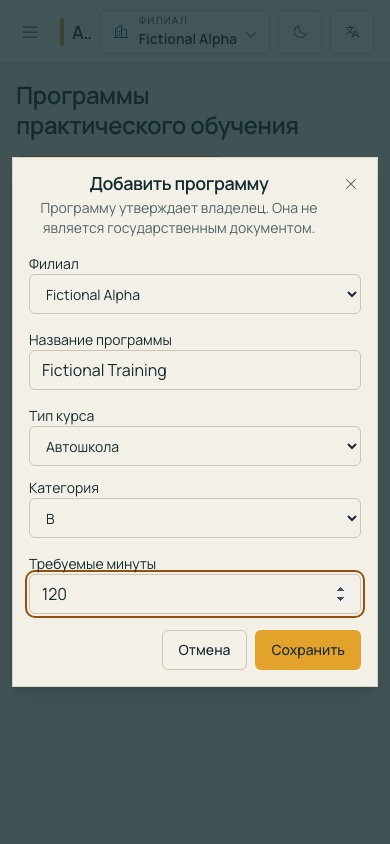 A..
ФИЛИАЛ
Fictional Alpha
Программы
практического обучения
Добавить программу
Программу утверждает владелец. Она не
является государственным документом.
Филиал
Fictional Alpha
Название программы
Fictional Training
Тип курса
Автошкола
Категория
B
Требуемые минуты
120
Отмена
Сохранить